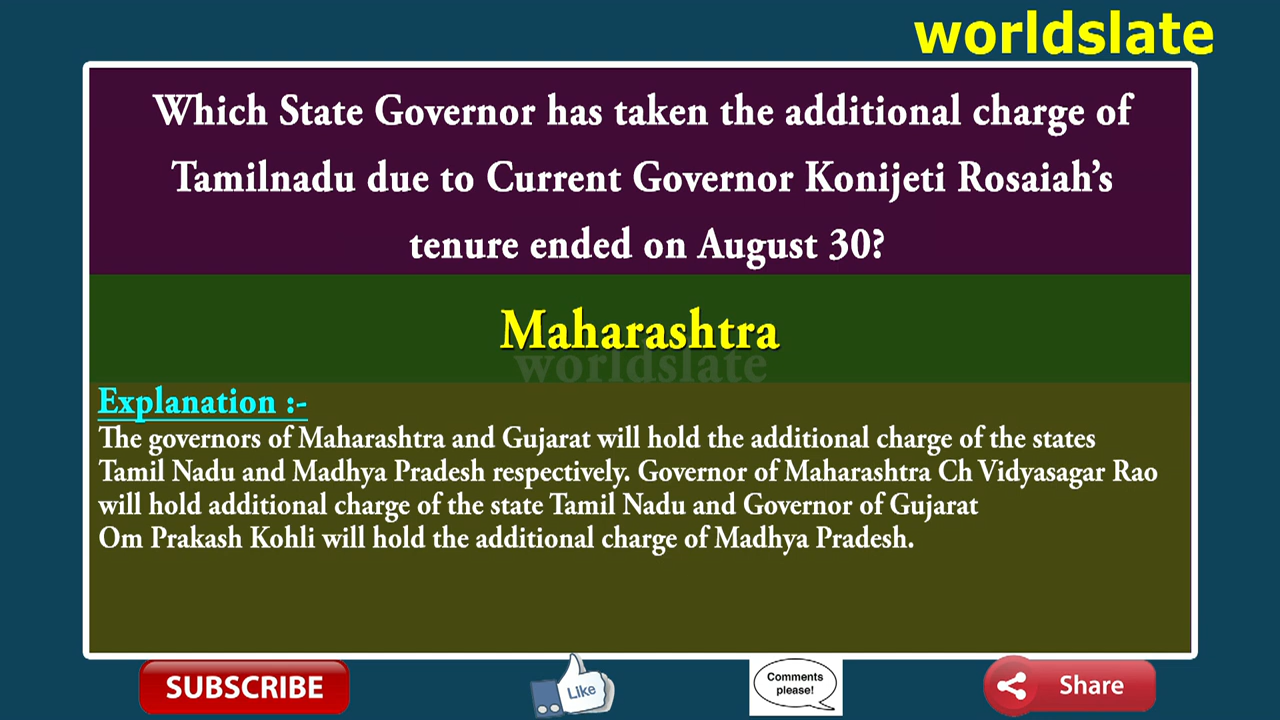 worldslate
Which State Governor has taken the additional charge of
Tamilnadu due to Current Governor Konijeti Rosaiah’s
tenure ended on August 30?
Maharashtra
worldslate
Explanation :-
The governors of Maharashtra and Gujarat will hold the additional charge of the states
Tamil Nadu and Madhya Pradesh respectively. Governor of Maharashtra Ch Vidyasagar Rao
will hold additional charge of the state Tamil Nadu and Governor of Gujarat
Om Prakash Kohli will hold the additional charge of Madhya Pradesh.
SUBSCRIBE
Like
Comments
please!
Share